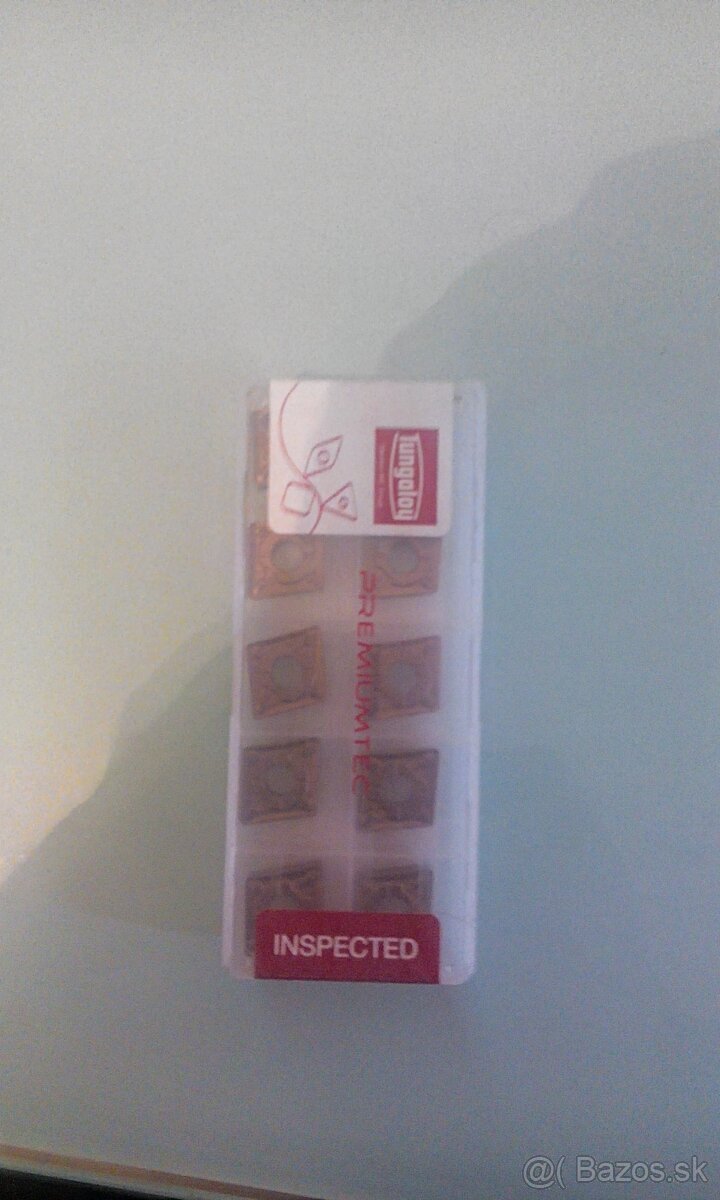 Tungaloy
PREMIUMTEC
INSPECTED
@( Bazos.sk